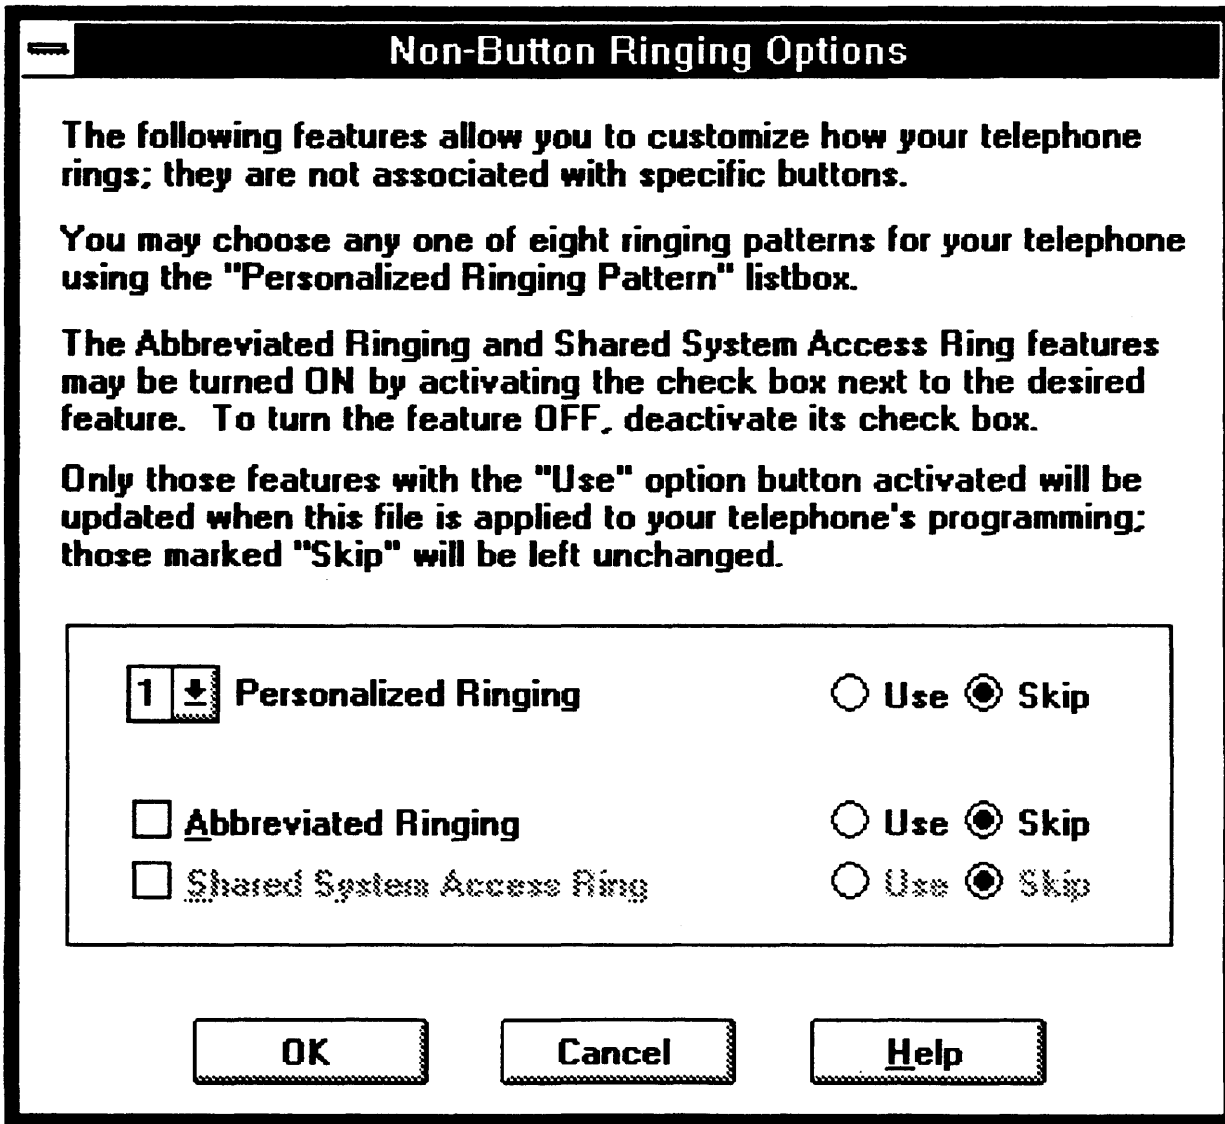 Non-Button Ringing Options
The following features allow you to customize how your telephone
rings; they are not associated with specific buttons.
You may choose any one of eight ringing patterns for your telephone
using the "Personalized Ringing Pattern" listbox.
The Abbreviated Ringing and Shared System Access Ring features
may be turned ON by activating the check box next to the desired
feature. To turn the feature OFF, deactivate its check box.
Only those features with the "Use" option button activated will be
updated when this file is applied to your telephone's programming;
those marked "Skip" will be left unchanged.
1 Personalized Ringing Use Skip
Abbreviated Ringing Use Skip
Shared System Access Ring Use Skip
OK Cancel Help